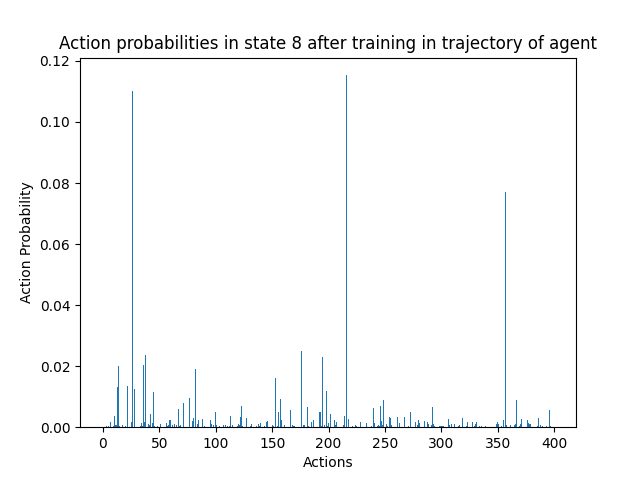 Action probabilities in state 8 after training in trajectory of agent
0.12
0.10
0.08
0.06
0.04
0.02
0.00
Action Probability
0 50 100 150 200 250 300 350 400
Actions